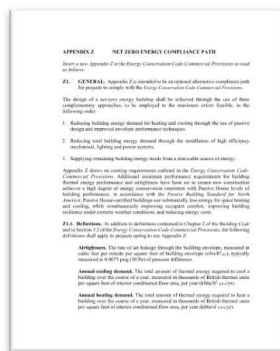 APPENDIX Z NET ZERO ENERGY COMPLIANCE PATH
Insert a new Appendix Z in the Energy Conservation Code-Commercial Provisions to read
as follows:
Z1. GENERAL. Appendix Z is intended to be an optional alternative compliance path
for projects to comply with the Energy Conservation Code-Commercial Provisions.
The design of a net-zero energy building shall be achieved through the use of three
complementary approaches, to be employed to the maximum extent feasible, in the
following order:
1. Reducing building energy demand for heating and cooling through the use of passive
design and improved envelope performance techniques.
2. Reducing total building energy demand through the installation of high efficiency
mechanical, lighting and power systems.
3. Supplying remaining building energy needs from a renewable source of energy.
Appendix Z draws on existing requirements outlined in the Energy Conservation Code-
Commercial Provisions. Additional minimum performance requirements for building
thermal energy performance and airtightness have been set to ensure new construction
achieves a high degree of energy conservation consistent with Passive House levels of
building performance, in accordance with the Passive Building Standard for North
America. Passive House-certified buildings use substantially less energy for space heating
and cooling, while simultaneously improving occupant comfort, improving building
resilience under extreme weather conditions, and reducing energy costs.
Z1.1. Definitions. In addition to definitions contained in Chapter 2 of the Building Code
and in Section 3.2 of the Energy Conservation Code-Commercial Provisions, the following
definitions shall apply to projects opting to use Appendix Z:
Airtightness. The rate of air leakage through the building envelope, measured in
cubic feet per minute per square foot of building envelope
measured at 0.0073 psig (50 Pa) of pressure difference.
Annual cooling demand. The total amount of thermal energy required to cool a
building over the course of a year, measured in thousands of British thermal units
per square foot of interior conditioned floor area, per year
Annual heating demand. The total amount of thermal energy required to heat a
building over the course of a year, measured in thousands of British thermal units
per square foot of interior conditioned floor area, per year